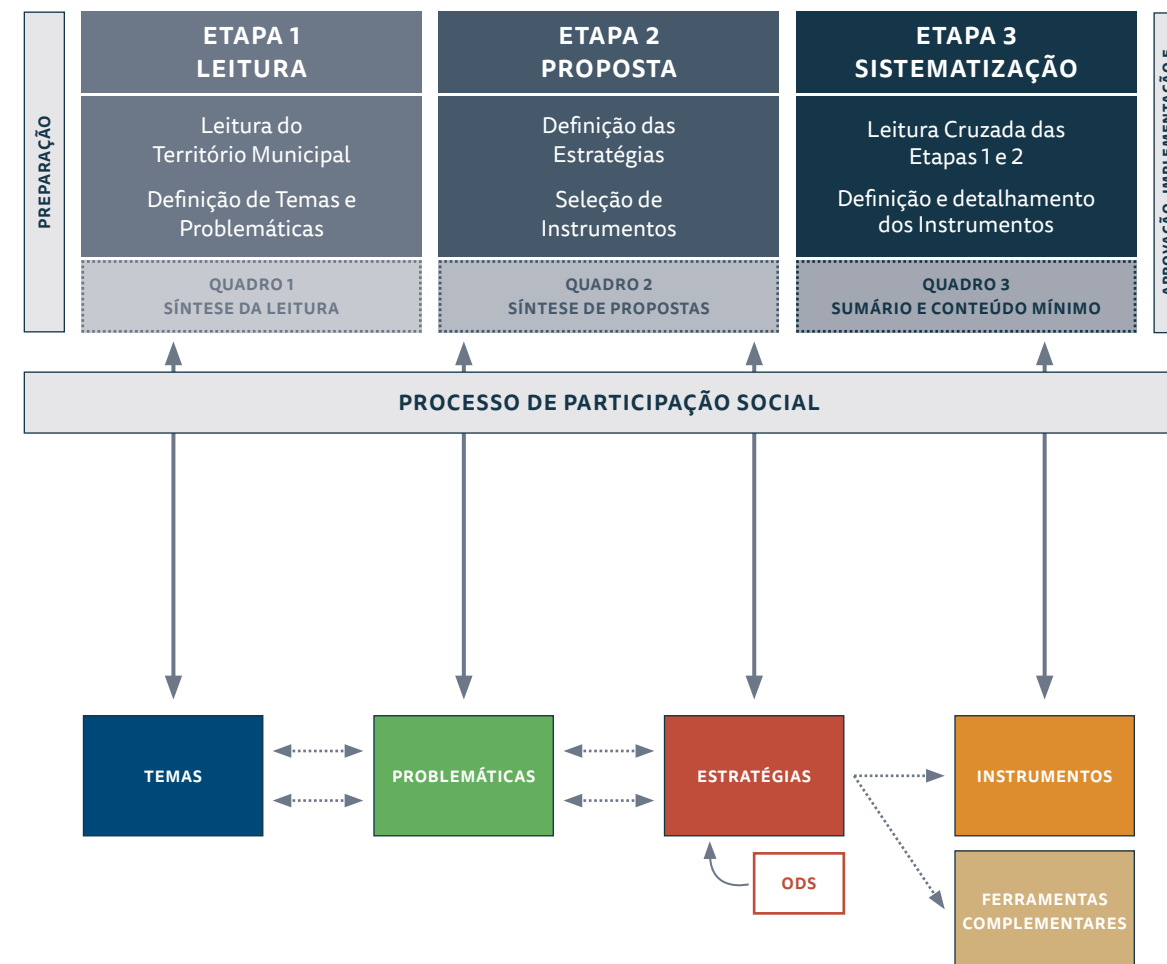 PREPARAÇÃO
ETAPA 1
LEITURA
Leitura do
Território Municipal
Definição de Temas e
Problemáticas
QUADRO 1
SÍNTESE DA LEITURA
ETAPA 2
PROPOSTA
Definição das
Estratégias
Seleção de
Instrumentos
QUADRO 2
SÍNTESE DE PROPOSTAS
ETAPA 3
SISTEMATIZAÇÃO
Leitura Cruzada das
Etapas 1 e 2
Definição e detalhamento
dos Instrumentos
QUADRO 3
SUMÁRIO E CONTEÚDO MÍNIMO
APROVAÇÃO, IMPLEMENTAÇÃO E
PROCESSO DE PARTICIPAÇÃO SOCIAL
TEMAS
PROBLEMÁTICAS
ESTRATÉGIAS
INSTRUMENTOS
ODS
FERRAMENTAS
COMPLEMENTARES